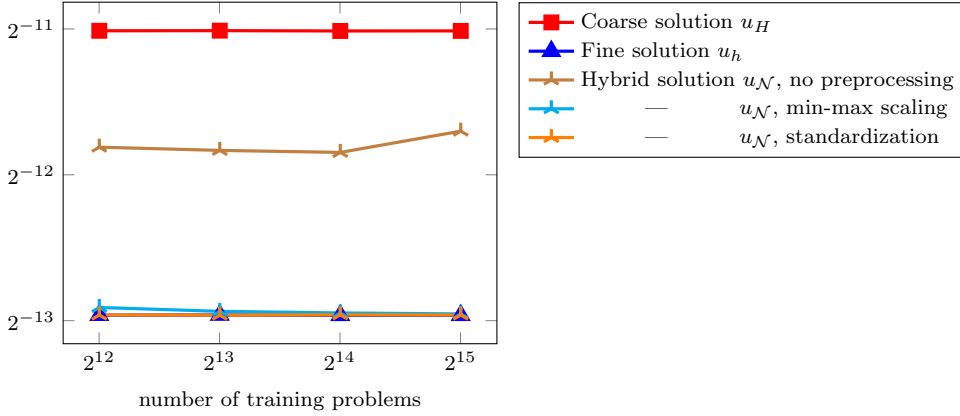 2^−11
2^−12
2^−13
2^12 2^13 2^14 2^15
number of training problems
Coarse solution u_H
Fine solution u_h
Hybrid solution u_𝒩, no preprocessing
— u_𝒩, min-max scaling
— u_𝒩, standardization